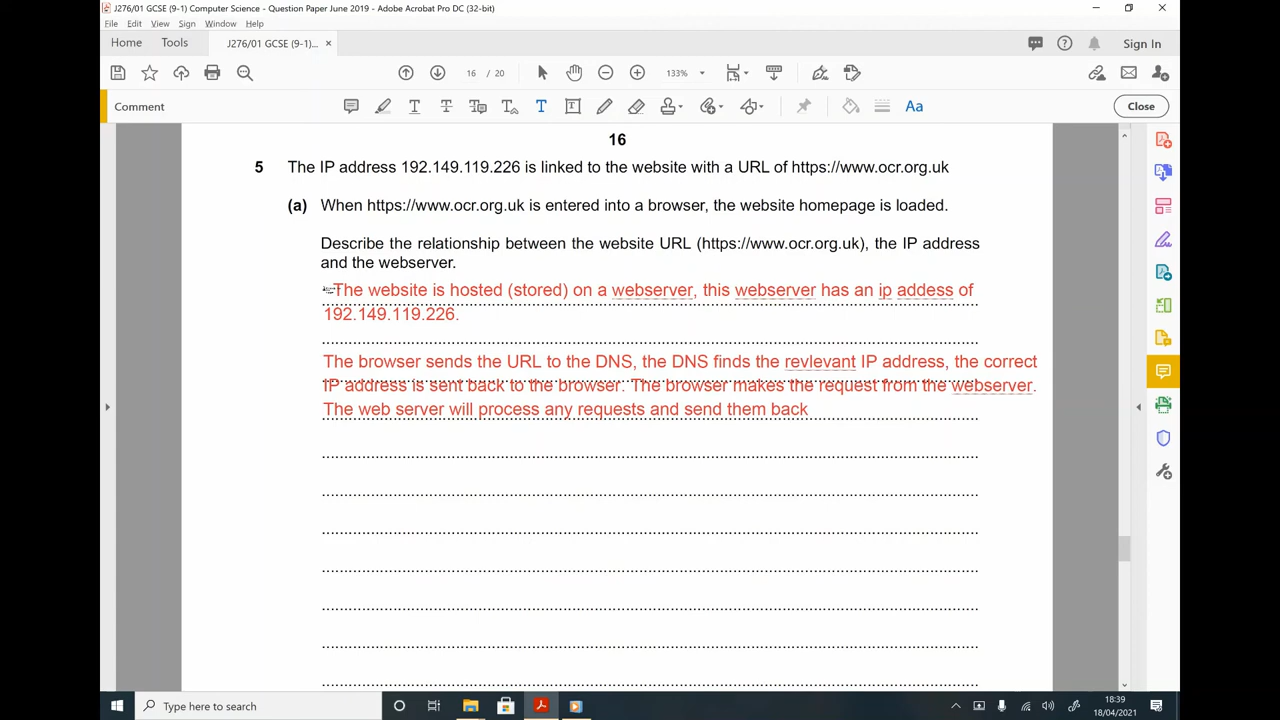 J276/01 GCSE (9-1) Computer Science - Question Paper June 2019 - Adobe Acrobat Pro DC (32-bit)
File Edit View Sign Window Help
Home Tools J276/01 GCSE (9-1)... × Sign In
16 / 20 133%
Comment Aa Close
16
5 The IP address 192.149.119.226 is linked to the website with a URL of https://www.ocr.org.uk
(a) When https://www.ocr.org.uk is entered into a browser, the website homepage is loaded.
Describe the relationship between the website URL (https://www.ocr.org.uk), the IP address
and the webserver.
The website is hosted (stored) on a webserver, this webserver has an ip addess of
192.149.119.226.
The browser sends the URL to the DNS, the DNS finds the revlevant IP address, the correct
IP address is sent back to the browser. The browser makes the request from the webserver.
The web server will process any requests and send them back
Type here to search
18:39
18/04/2021